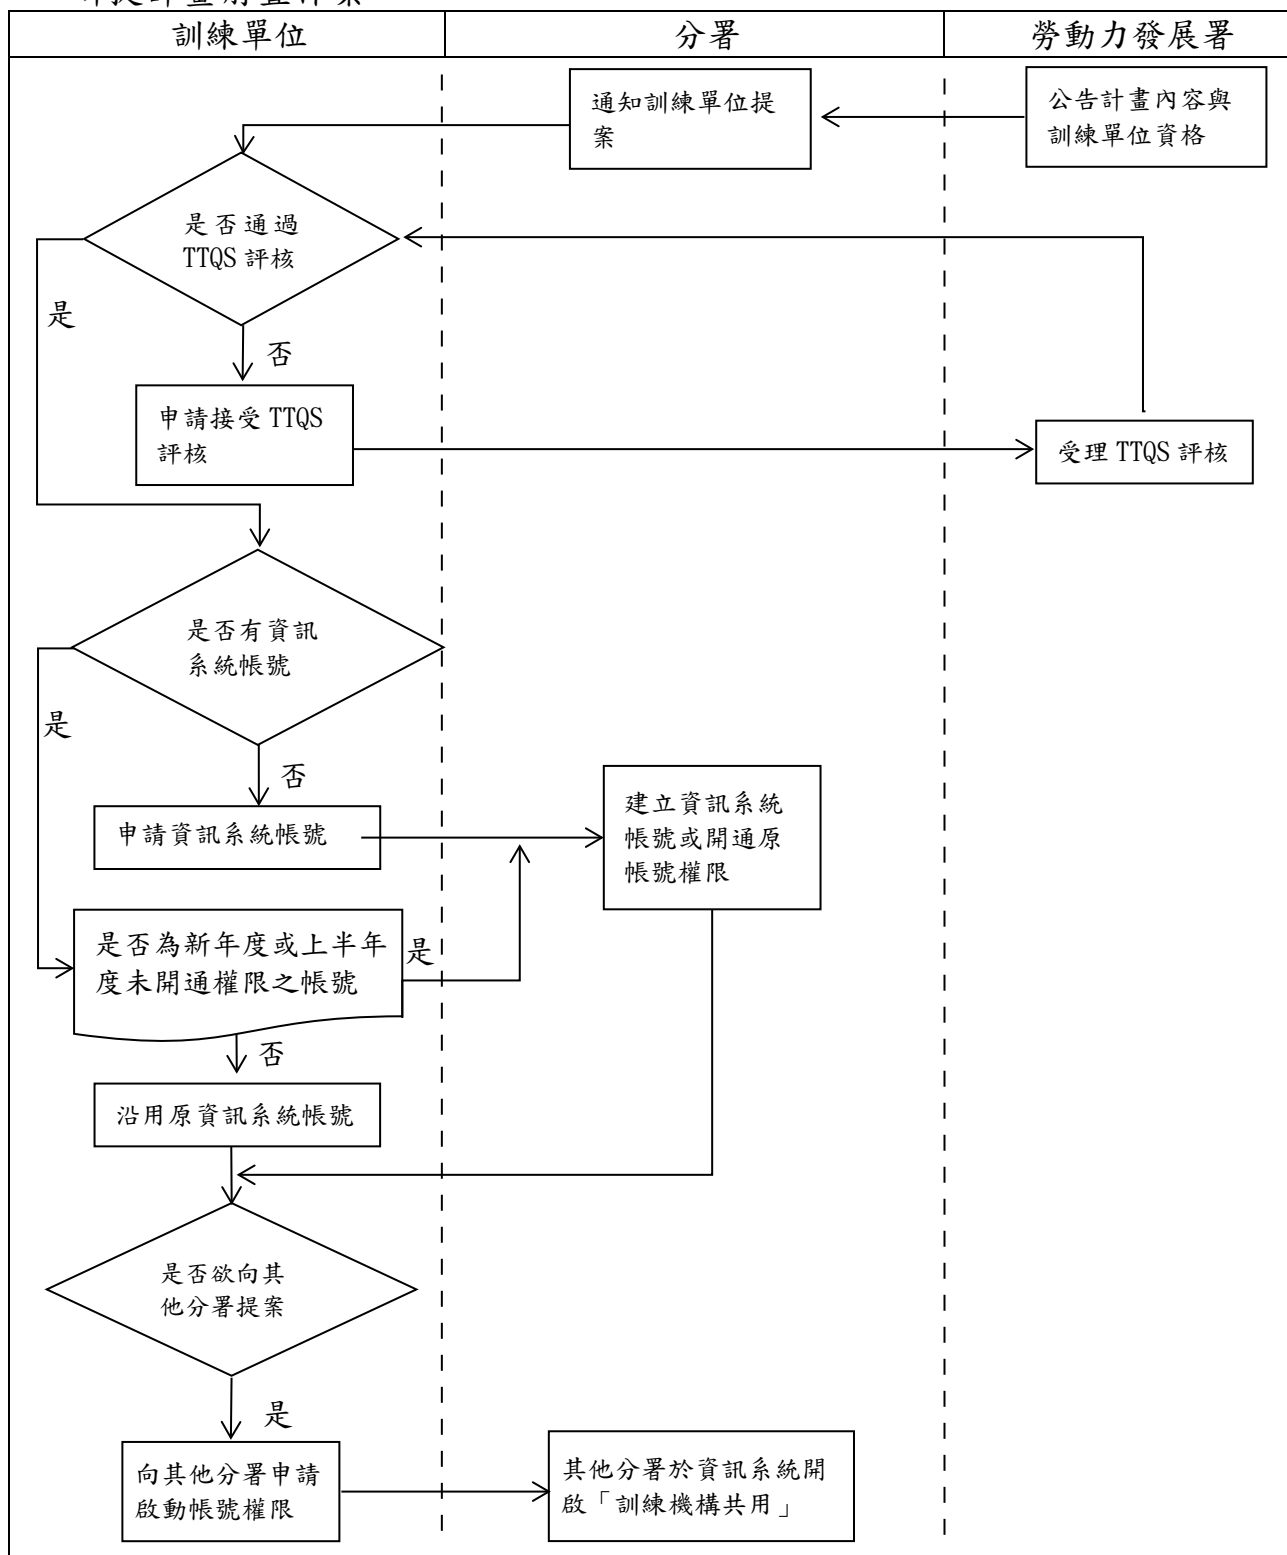 訓練單位
分署
勞動力發展署
公告計畫內容與
訓練單位資格
通知訓練單位提
案
是否通過
TTQS 評核
是
否
申請接受 TTQS
評核
受理 TTQS 評核
是否有資訊
系統帳號
是
否
申請資訊系統帳號
建立資訊系統
帳號或開通原
帳號權限
是否為新年度或上半年
度未開通權限之帳號
是
否
沿用原資訊系統帳號
是否欲向其
他分署提案
是
向其他分署申請
啟動帳號權限
其他分署於資訊系統開
啟「訓練機構共用」